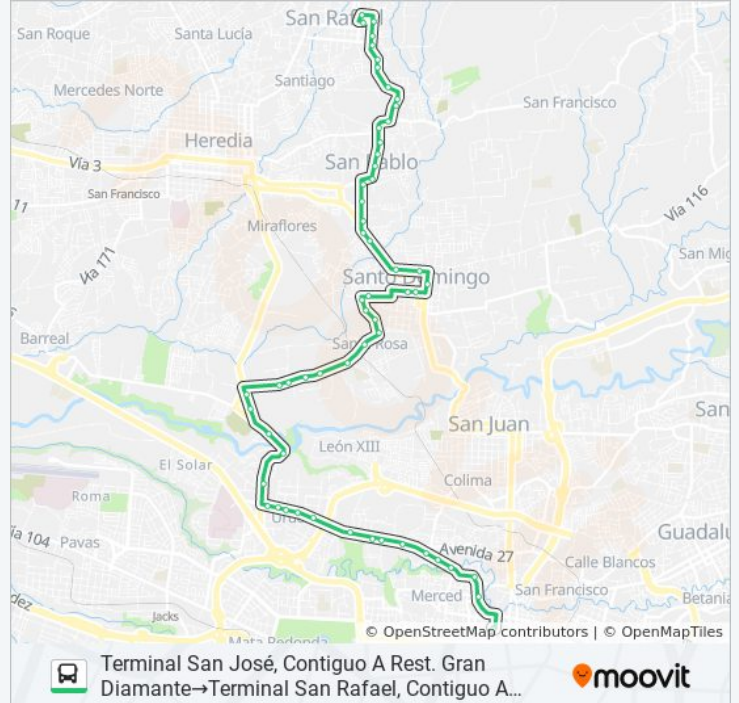 San Rafael
San Roque
Santa Lucía
Santiago
Mercedes Norte
San Francisco
Heredia
San Pablo
Vía 3
San Francisco
11
Vía 116
Miraflores
Vía 171
San Mig
Santo Domingo
Barreal
Santa Rosa
San
San Juan
León XIII
El Solar
Colima
Roma
Uruca
Guadalu
ía 104
Pavas
Avenida 27
Calle Blancos
Merced
San Francisco
Betania
dez
Jacks
Mata Redonda
© OpenStreetMap contributors | © OpenMapTiles
Terminal San José, Contiguo A Rest. Gran
Diamante→Terminal San Rafael, Contiguo A…
moovit